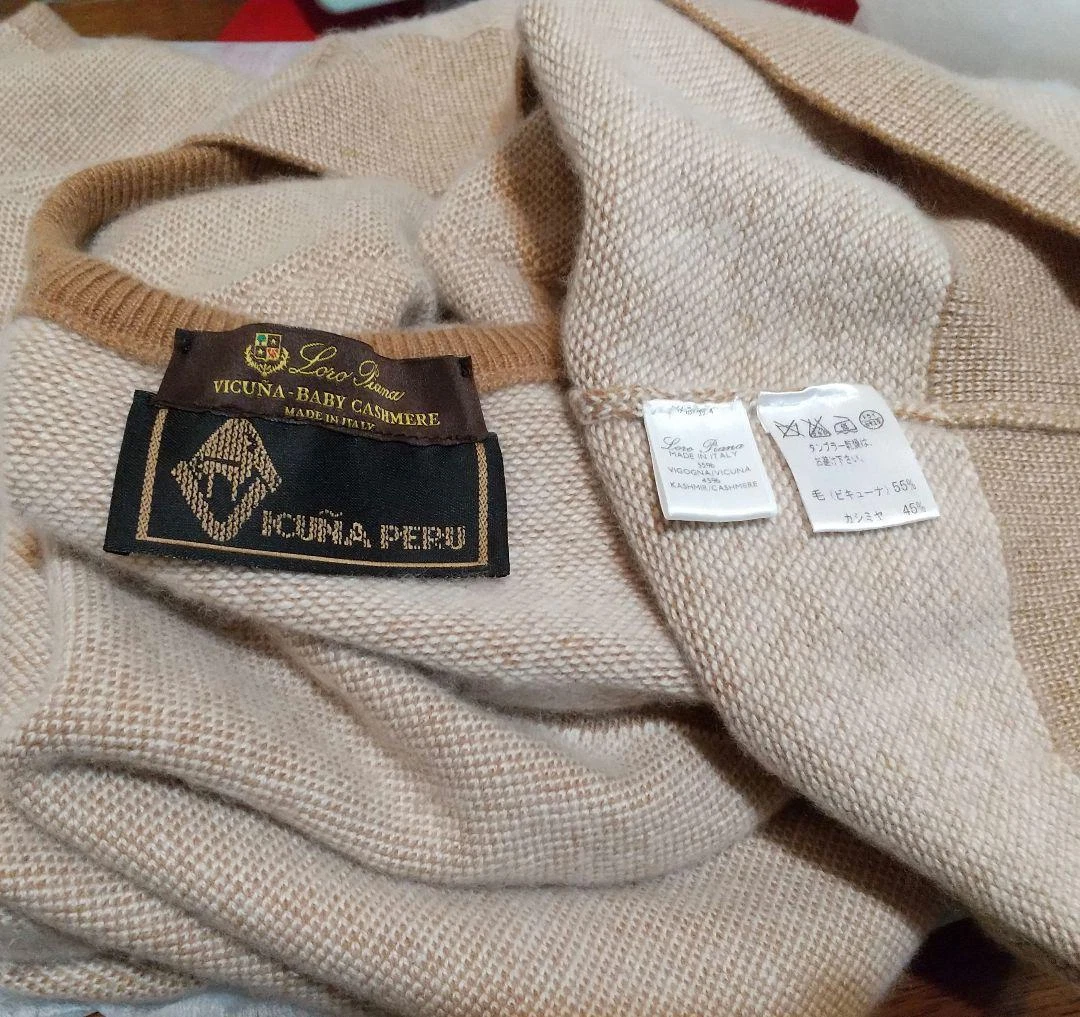 Loro Piana
VICUÑA-BABY CASHMERE
MADE IN ITALY
VICUÑA PERU
Loro Piana
MADE IN ITALY
55%
VIGOGNA/VICUNA
45%
KASHMIR/CASHMERE
タンブラー乾燥は、
お避け下さい。
毛(ビキューナ)55%
カシミヤ 45%